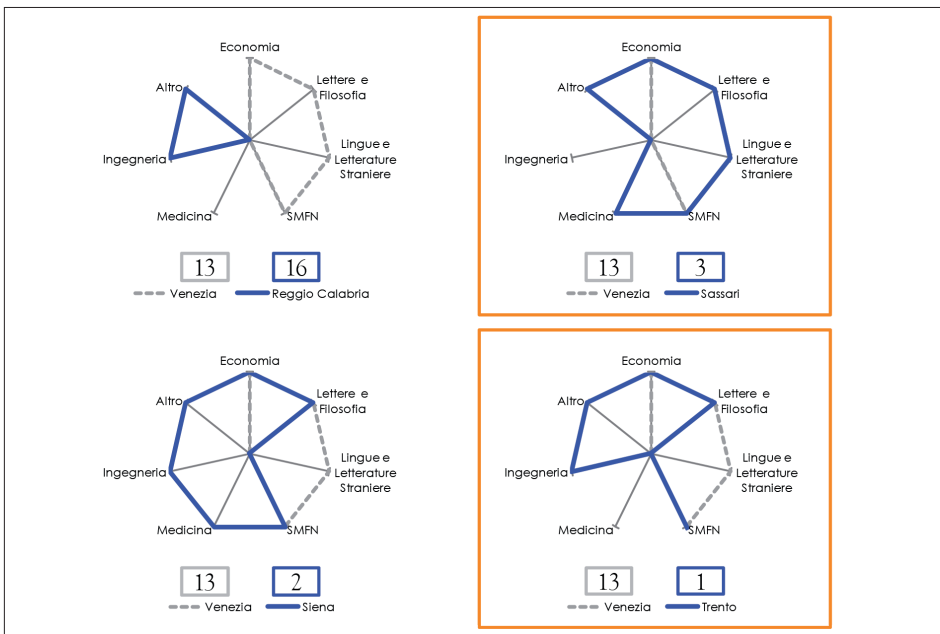 Economia
Lettere e
Filosofia
Altro
Lingue e
Letterature
Straniere
Ingegneria
Medicina
SMFN
13
16
Venezia
Reggio Calabria
Economia
Lettere e
Filosofia
Altro
Lingue e
Letterature
Straniere
Ingegneria
Medicina
SMFN
13
3
Venezia
Sassari
Economia
Lettere e
Filosofia
Altro
Lingue e
Letterature
Straniere
Ingegneria
Medicina
SMFN
13
2
Venezia
Siena
Economia
Lettere e
Filosofia
Altro
Lingue e
Letterature
Straniere
Ingegneria
Medicina
SMFN
13
1
Venezia
Trento